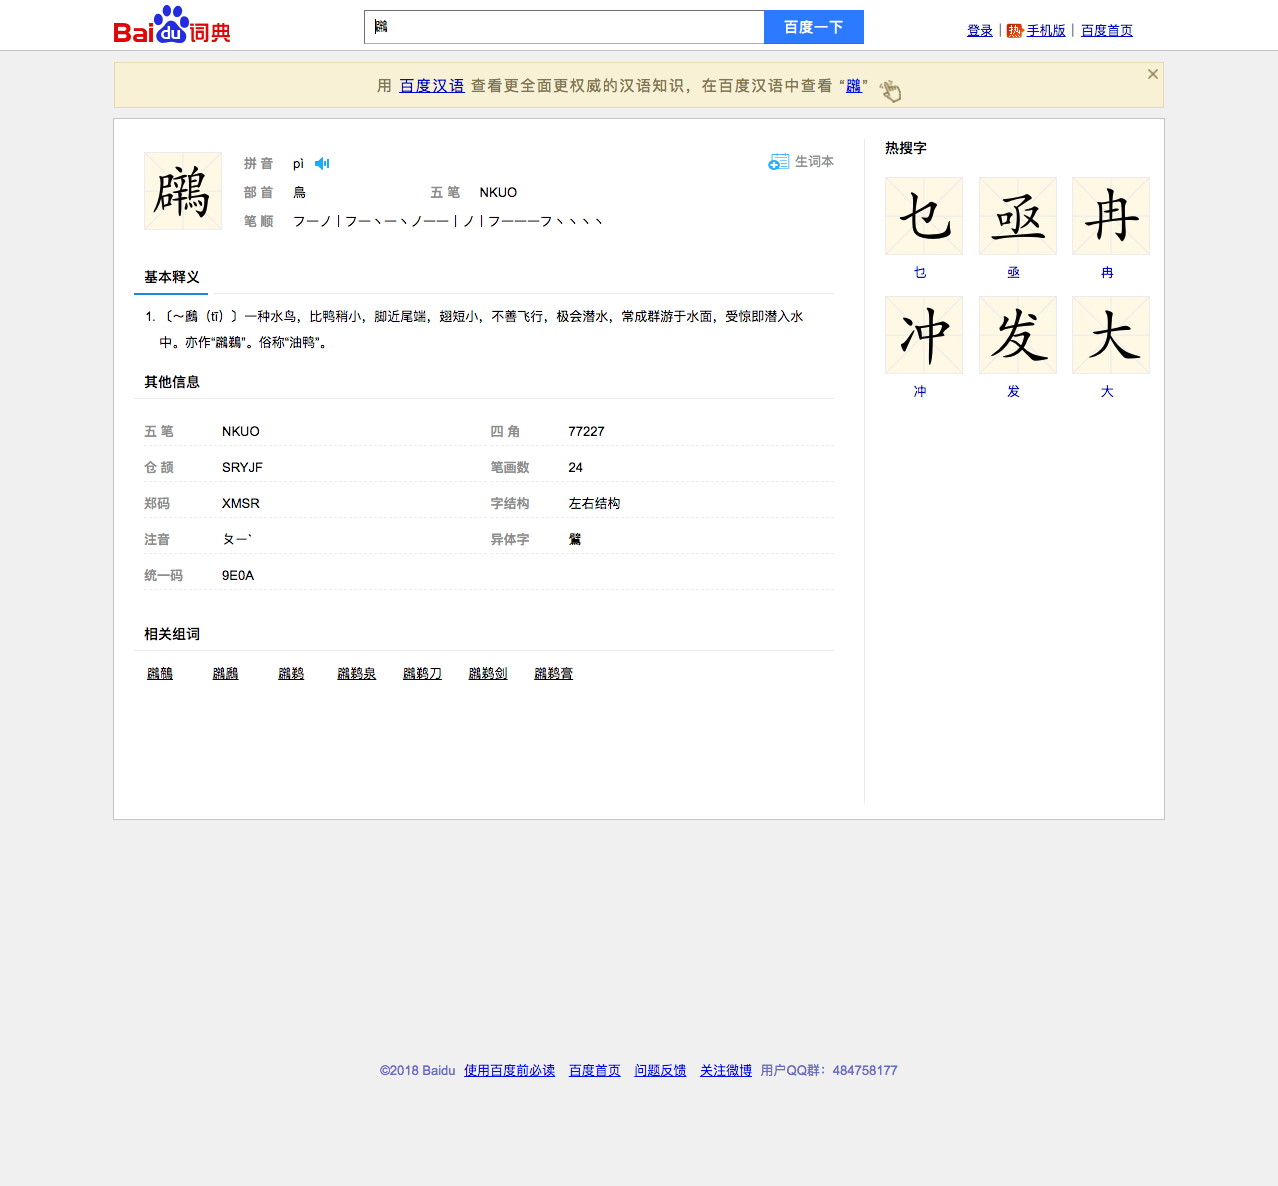 Baidu词典
鸊
百度一下
登录 | 热 手机版 | 百度首页
用 百度汉语 查看更全面更权威的汉语知识，在百度汉语中查看 “鸊”
鸊
拼 音 pì
生词本
部 首 鳥 五 笔 NKUO
笔 顺 フ一ノ丨フ一丶一丶ノ一一丨ノ丨フ一一一フ丶丶丶丶
基本释义
1. 〔～鷉（tī）〕一种水鸟，比鸭稍小，脚近尾端，翅短小，不善飞行，极会潜水，常成群游于水面，受惊即潜入水
中。亦作“鸊鵜”。俗称“油鸭”。
其他信息
五 笔 NKUO 四 角 77227
仓 颉 SRYJF 笔画数 24
郑码 XMSR 字结构 左右结构
注音 ㄆㄧˋ 异体字 鷿
统一码 9E0A
相关组词
鸊鶙 鸊鷉 鸊鹈 鸊鹈泉 鸊鹈刀 鸊鹈剑 鸊鹈膏
热搜字
乜 亟 冉
乜 亟 冉
冲 发 大
冲 发 大
©2018 Baidu 使用百度前必读 百度首页 问题反馈 关注微博 用户QQ群：484758177